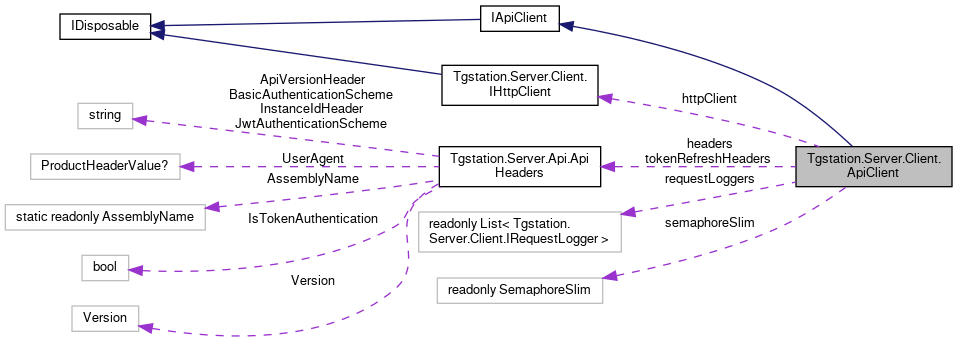 IDisposable
IApiClient
Tgstation.Server.Client.
IHttpClient
httpClient
ApiVersionHeader
BasicAuthenticationScheme
InstanceIdHeader
JwtAuthenticationScheme
string
ProductHeaderValue?
UserAgent
Tgstation.Server.Api.Api
Headers
headers
tokenRefreshHeaders
Tgstation.Server.Client.
ApiClient
AssemblyName
requestLoggers
static readonly AssemblyName
IsTokenAuthentication
readonly List< Tgstation.
Server.Client.IRequestLogger >
semaphoreSlim
bool
Version
readonly SemaphoreSlim
Version